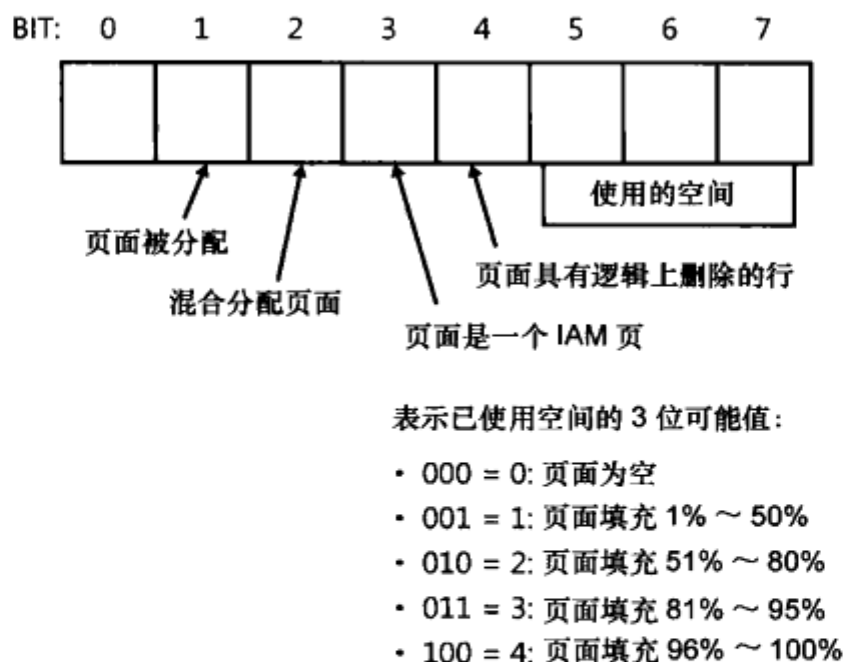 BIT: 0 1 2 3 4 5 6 7
使用的空间
页面被分配
页面具有逻辑上删除的行
混合分配页面
页面是一个 IAM 页
表示已使用空间的 3 位可能值:
· 000 = 0: 页面为空
· 001 = 1: 页面填充 1% ～ 50%
· 010 = 2: 页面填充 51% ～ 80%
· 011 = 3: 页面填充 81% ～ 95%
· 100 = 4: 页面填充 96% ～ 100%